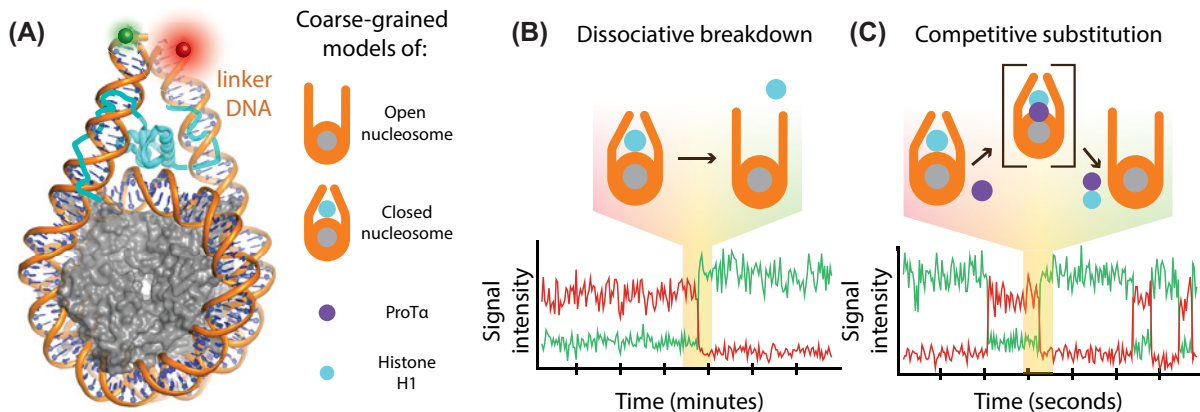 (A)
linker
DNA
Coarse-grained
models of:
Open
nucleosome
Closed
nucleosome
ProTα
Histone
H1
(B) Dissociative breakdown
Signal
intensity
Time (minutes)
(C) Competitive substitution
Signal
intensity
Time (seconds)